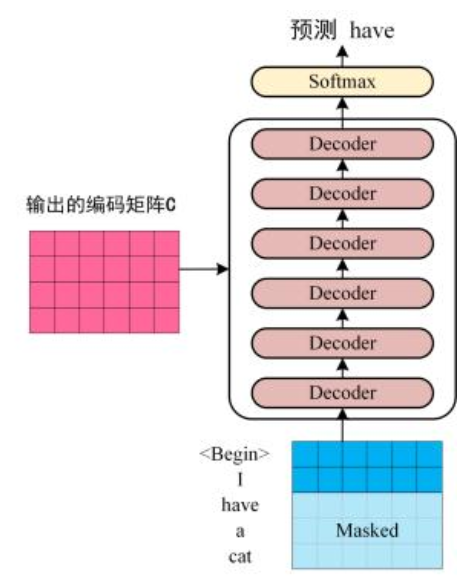 预测 have
Softmax
Decoder
Decoder
Decoder
Decoder
Decoder
Decoder
输出的编码矩阵C
<Begin>
I
have
a
cat
Masked